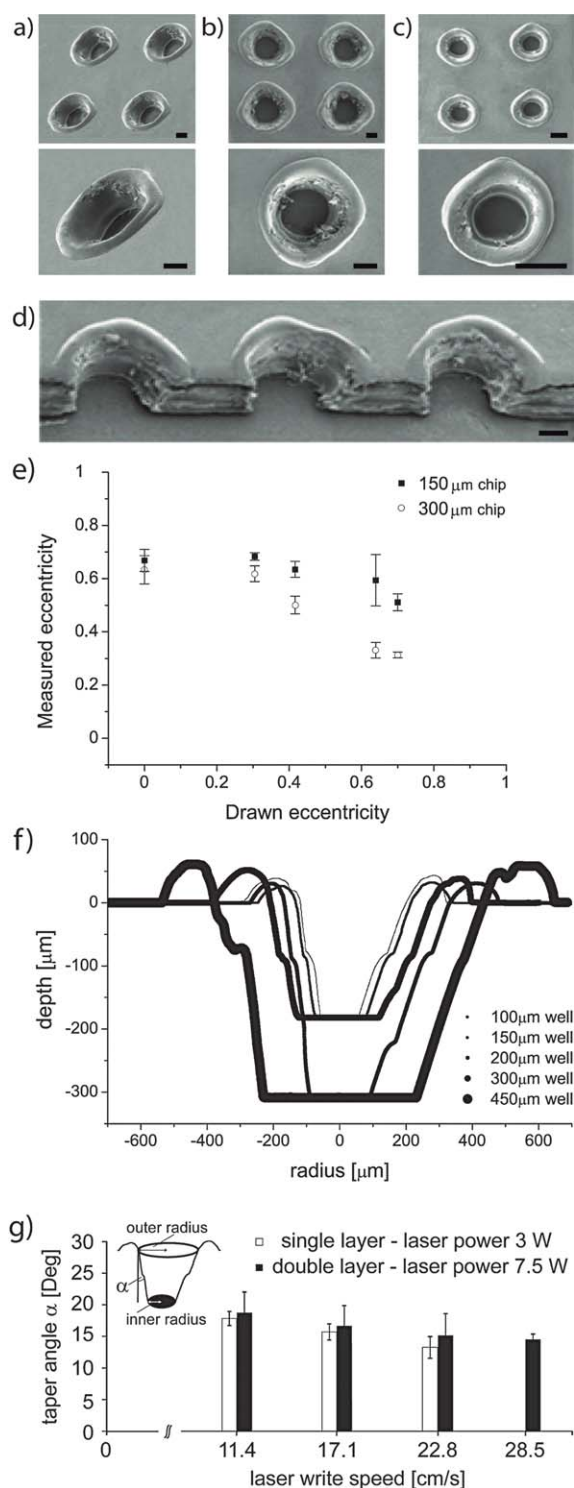 a) b) c)
d)
e)
1
0.8
0.6
0.4
0.2
0
Measured eccentricity
150 μm chip
300 μm chip
0 0.2 0.4 0.6 0.8 1
Drawn eccentricity
f)
100
0
-100
-200
-300
depth [μm]
100μm well
150μm well
200μm well
300μm well
450μm well
-600 -400 -200 0 200 400 600
radius [μm]
g)
30
25
20
15
10
5
0
taper angle α [Deg]
outer radius
α
inner radius
single layer - laser power 3 W
double layer - laser power 7.5 W
0 11.4 17.1 22.8 28.5
laser write speed [cm/s]